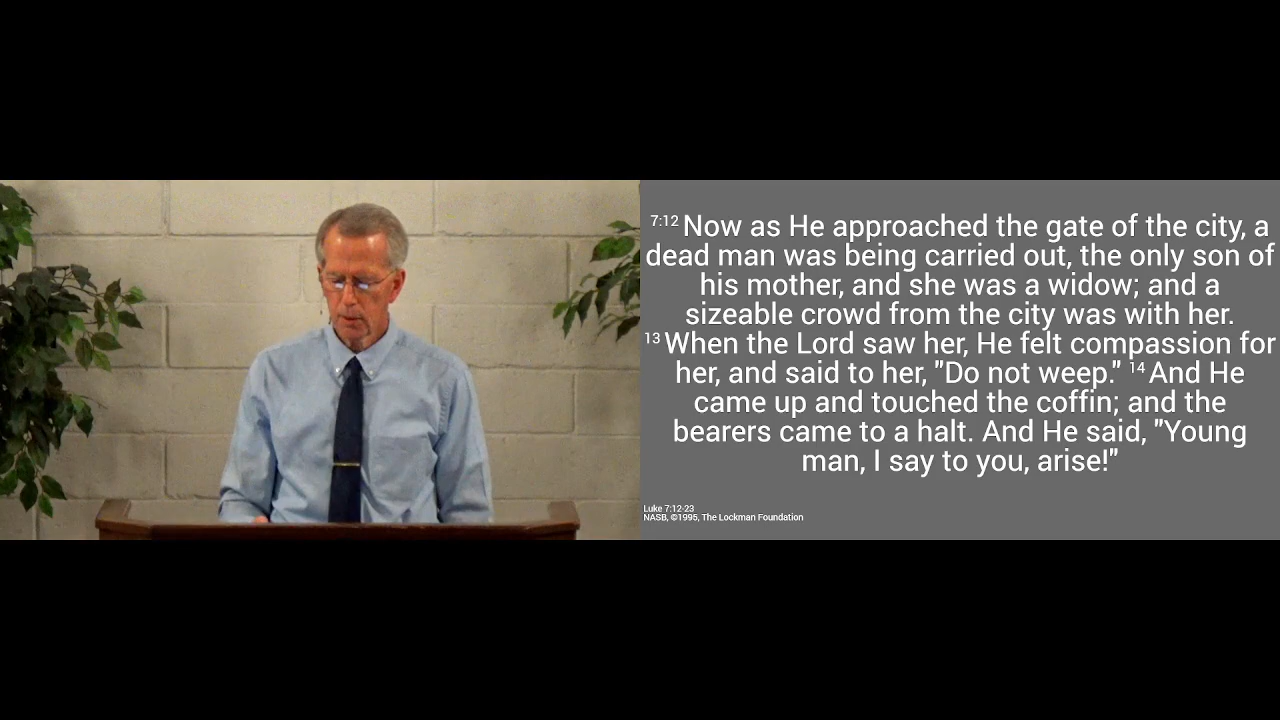 7:12 Now as He approached the gate of the city, a
dead man was being carried out, the only son of
his mother, and she was a widow; and a
sizeable crowd from the city was with her.
13 When the Lord saw her, He felt compassion for
her, and said to her, "Do not weep." 14 And He
came up and touched the coffin; and the
bearers came to a halt. And He said, "Young
man, I say to you, arise!"
Luke 7:12-23
NASB, ©1995, The Lockman Foundation